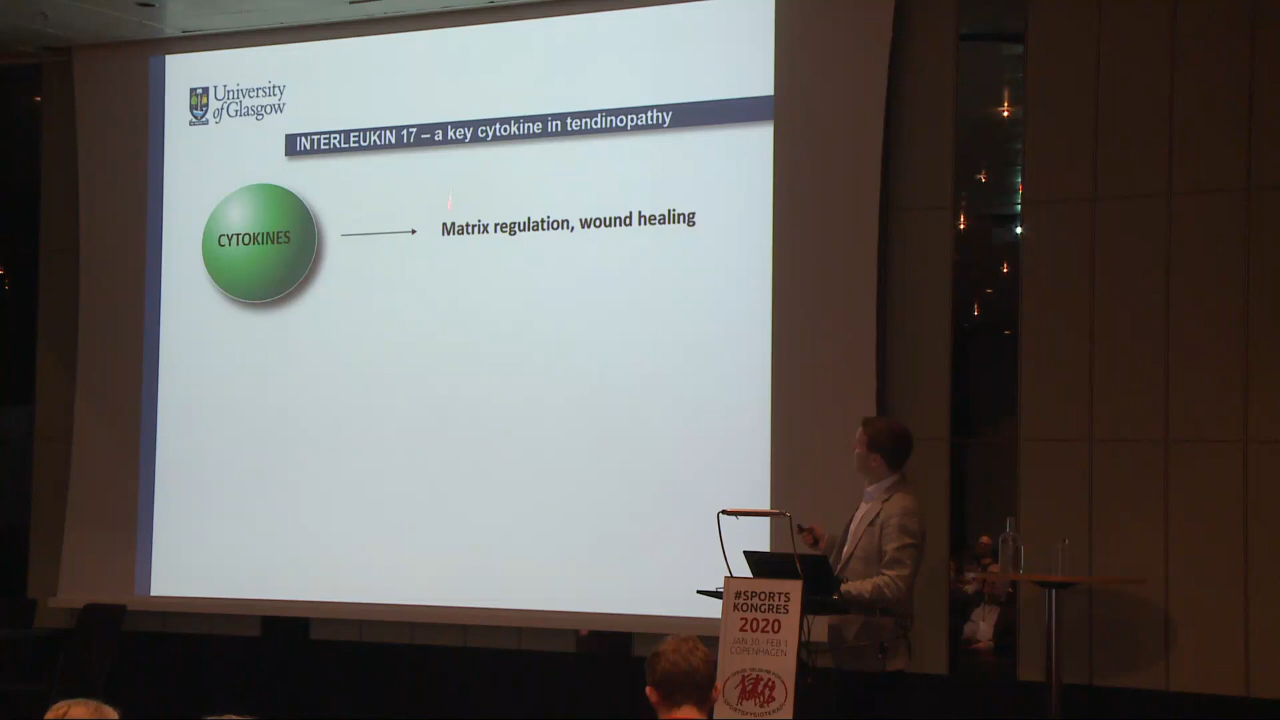 University
of Glasgow
INTERLEUKIN 17 – a key cytokine in tendinopathy
CYTOKINES
Matrix regulation, wound healing
#SPORTS
KONGRES
2020
JAN 30 - FEB 1
COPENHAGEN